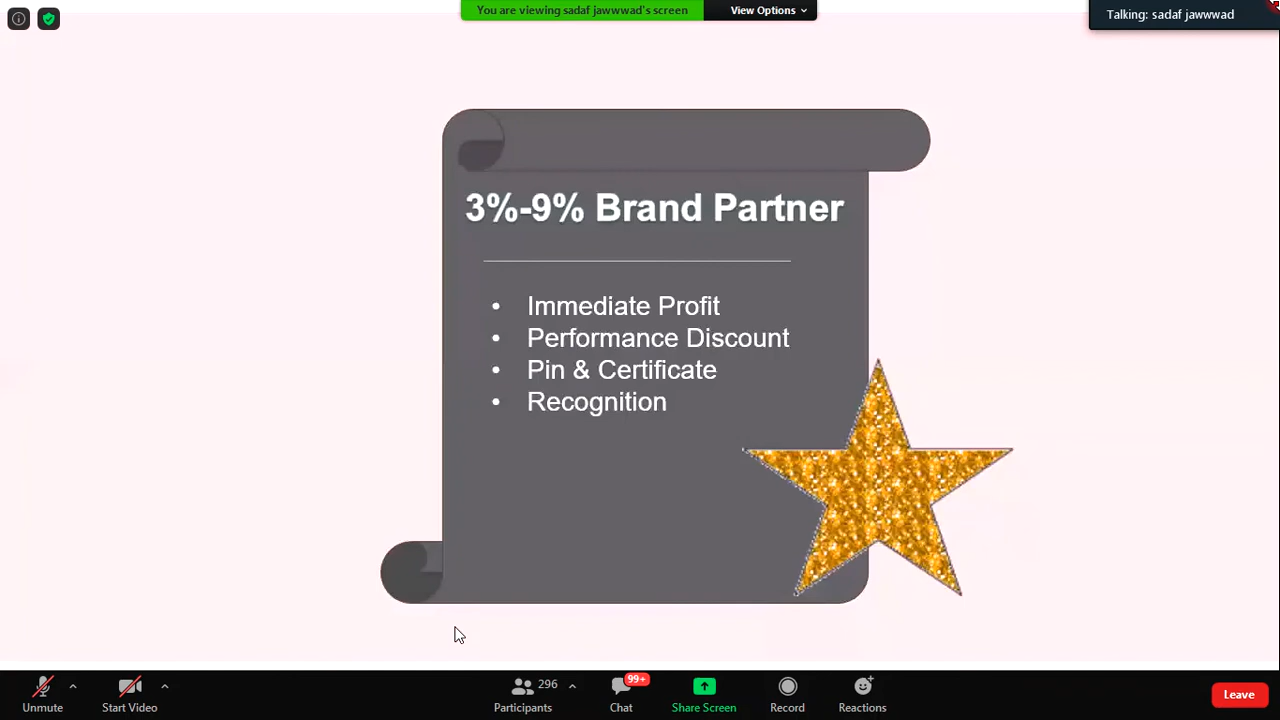 You are viewing sadaf jawwwad's screen
View Options
Talking: sadaf jawwwad
3%-9% Brand Partner
• Immediate Profit
• Performance Discount
• Pin & Certificate
• Recognition
Unmute
Start Video
296
Participants
99+
Chat
Share Screen
Record
Reactions
Leave